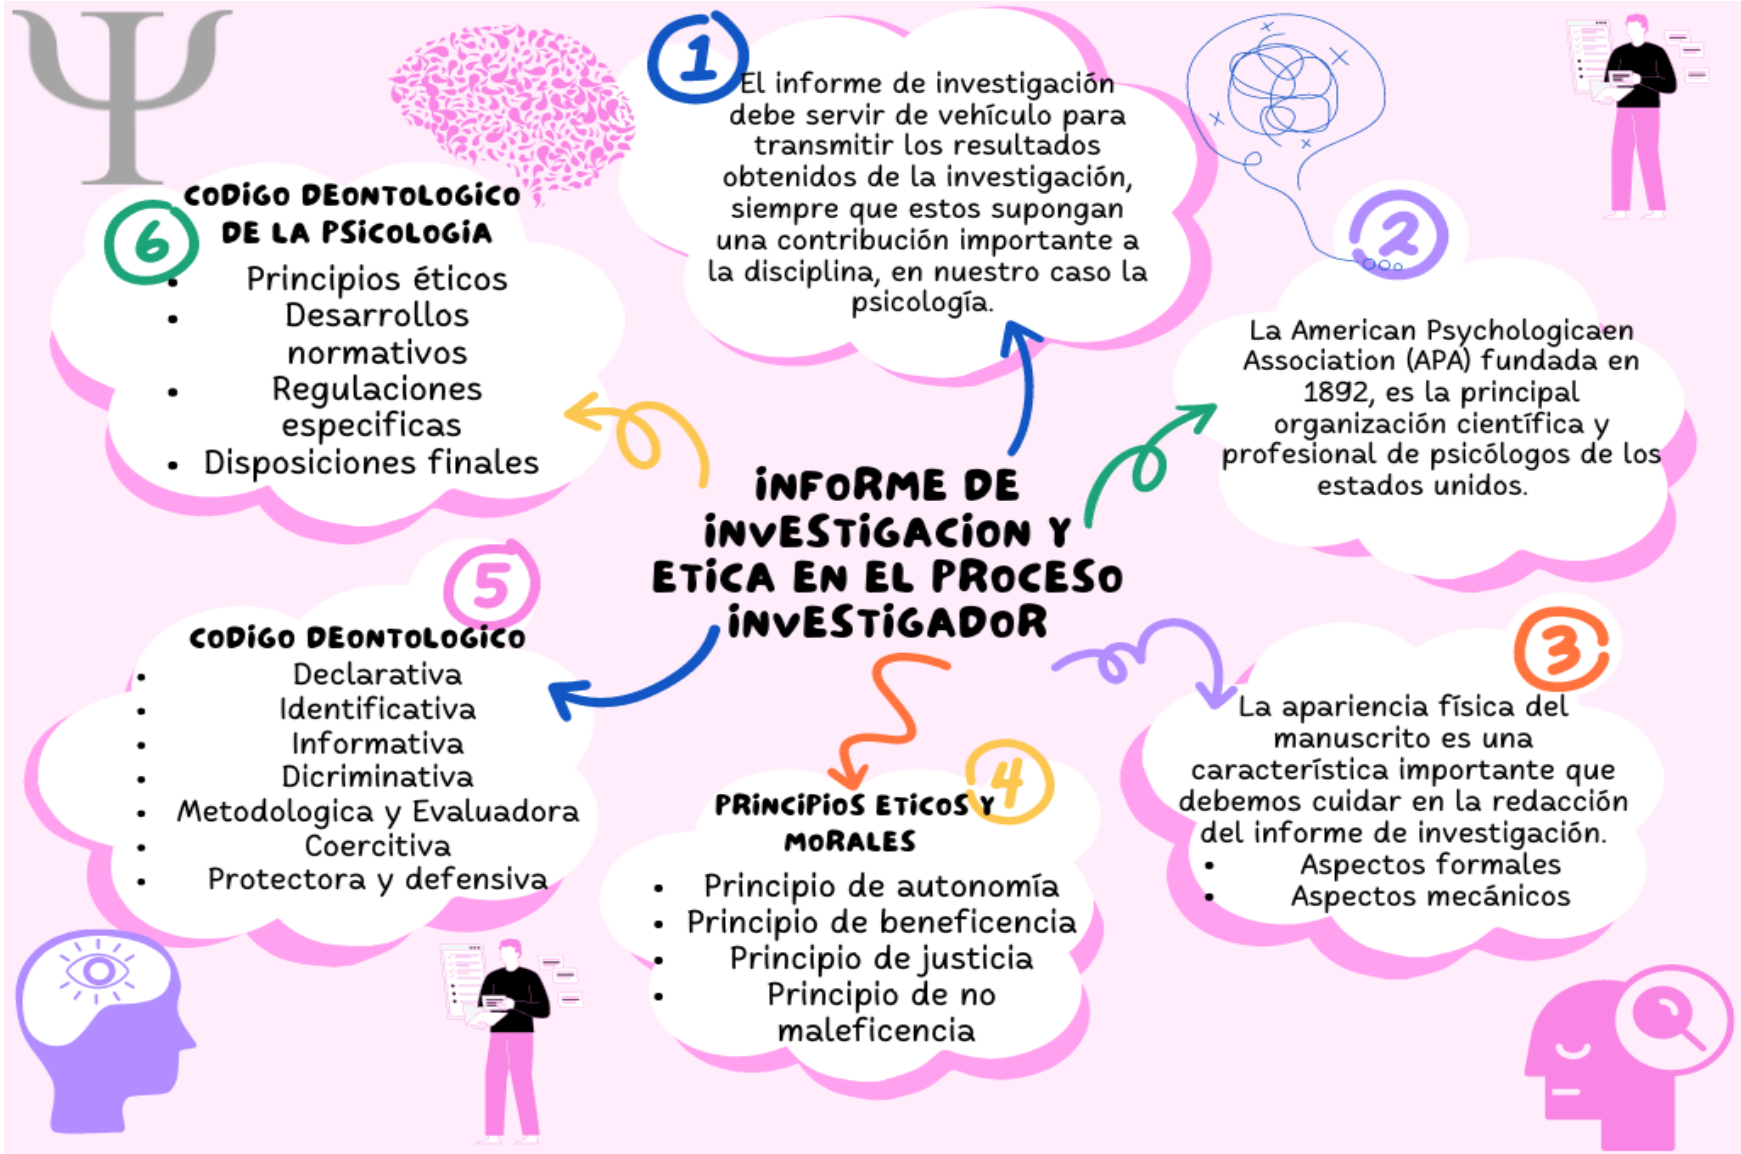 INFORME DE
INVESTIGACION Y
ETICA EN EL PROCESO
INVESTIGADOR
1
El informe de investigación
debe servir de vehículo para
transmitir los resultados
obtenidos de la investigación,
siempre que estos supongan
una contribución importante a
la disciplina, en nuestro caso la
psicología.
2
La American Psychologicaen
Association (APA) fundada en
1892, es la principal
organización científica y
profesional de psicólogos de los
estados unidos.
3
La apariencia física del
manuscrito es una
característica importante que
debemos cuidar en la redacción
del informe de investigación.
• Aspectos formales
• Aspectos mecánicos
4
PRINCIPIOS ETICOS Y
MORALES
• Principio de autonomía
• Principio de beneficencia
• Principio de justicia
• Principio de no
maleficencia
5
CODIGO DEONTOLOGICO
• Declarativa
• Identificativa
• Informativa
• Dicriminativa
• Metodologica y Evaluadora
• Coercitiva
• Protectora y defensiva
6
CODIGO DEONTOLOGICO
DE LA PSICOLOGIA
• Principios éticos
• Desarrollos
normativos
• Regulaciones
especificas
• Disposiciones finales